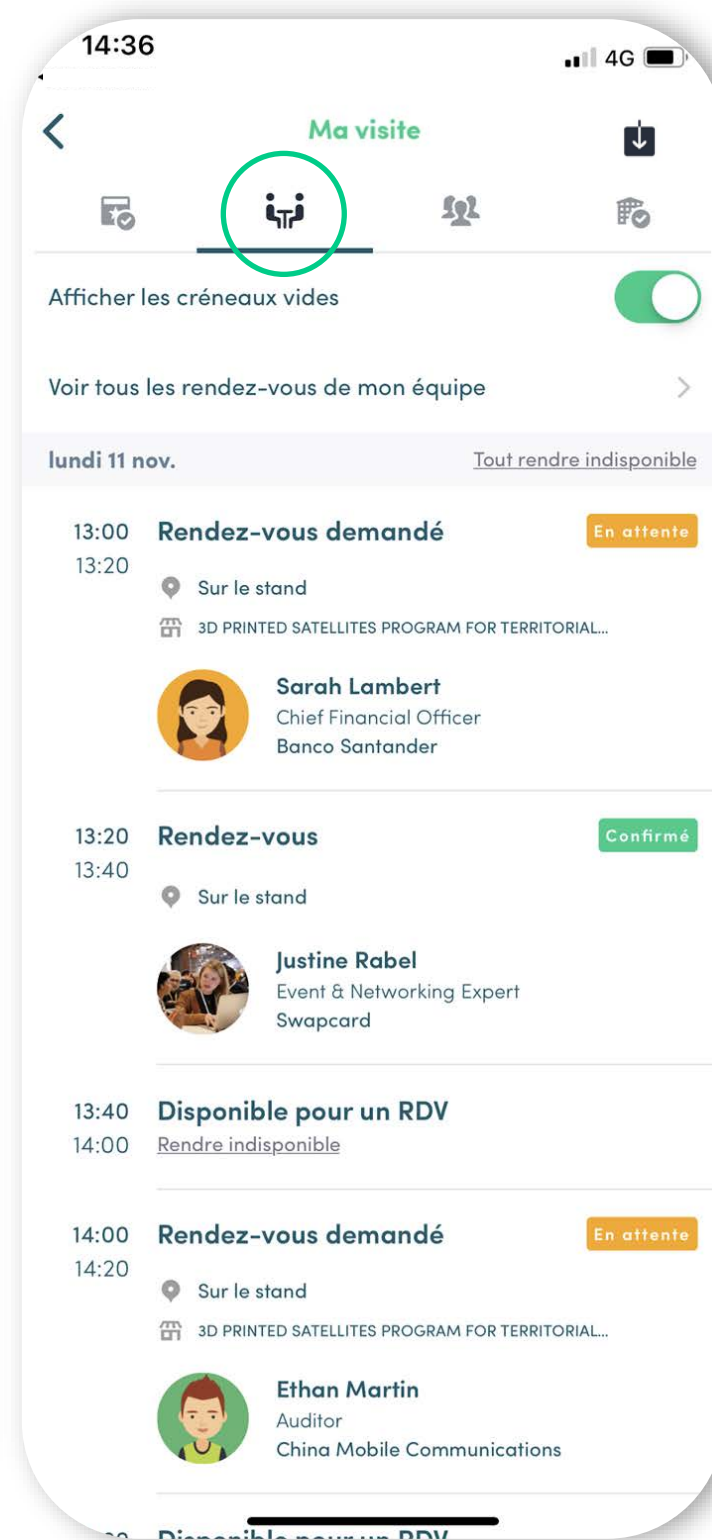 14:36
4G
Ma visite
Afficher les créneaux vides
Voir tous les rendez-vous de mon équipe
lundi 11 nov. Tout rendre indisponible
13:00 Rendez-vous demandé En attente
13:20
Sur le stand
3D PRINTED SATELLITES PROGRAM FOR TERRITORIAL...
Sarah Lambert
Chief Financial Officer
Banco Santander
13:20 Rendez-vous Confirmé
13:40
Sur le stand
Justine Rabel
Event & Networking Expert
Swapcard
13:40 Disponible pour un RDV
14:00 Rendre indisponible
14:00 Rendez-vous demandé En attente
14:20
Sur le stand
3D PRINTED SATELLITES PROGRAM FOR TERRITORIAL...
Ethan Martin
Auditor
China Mobile Communications
Disponible pour un RDV